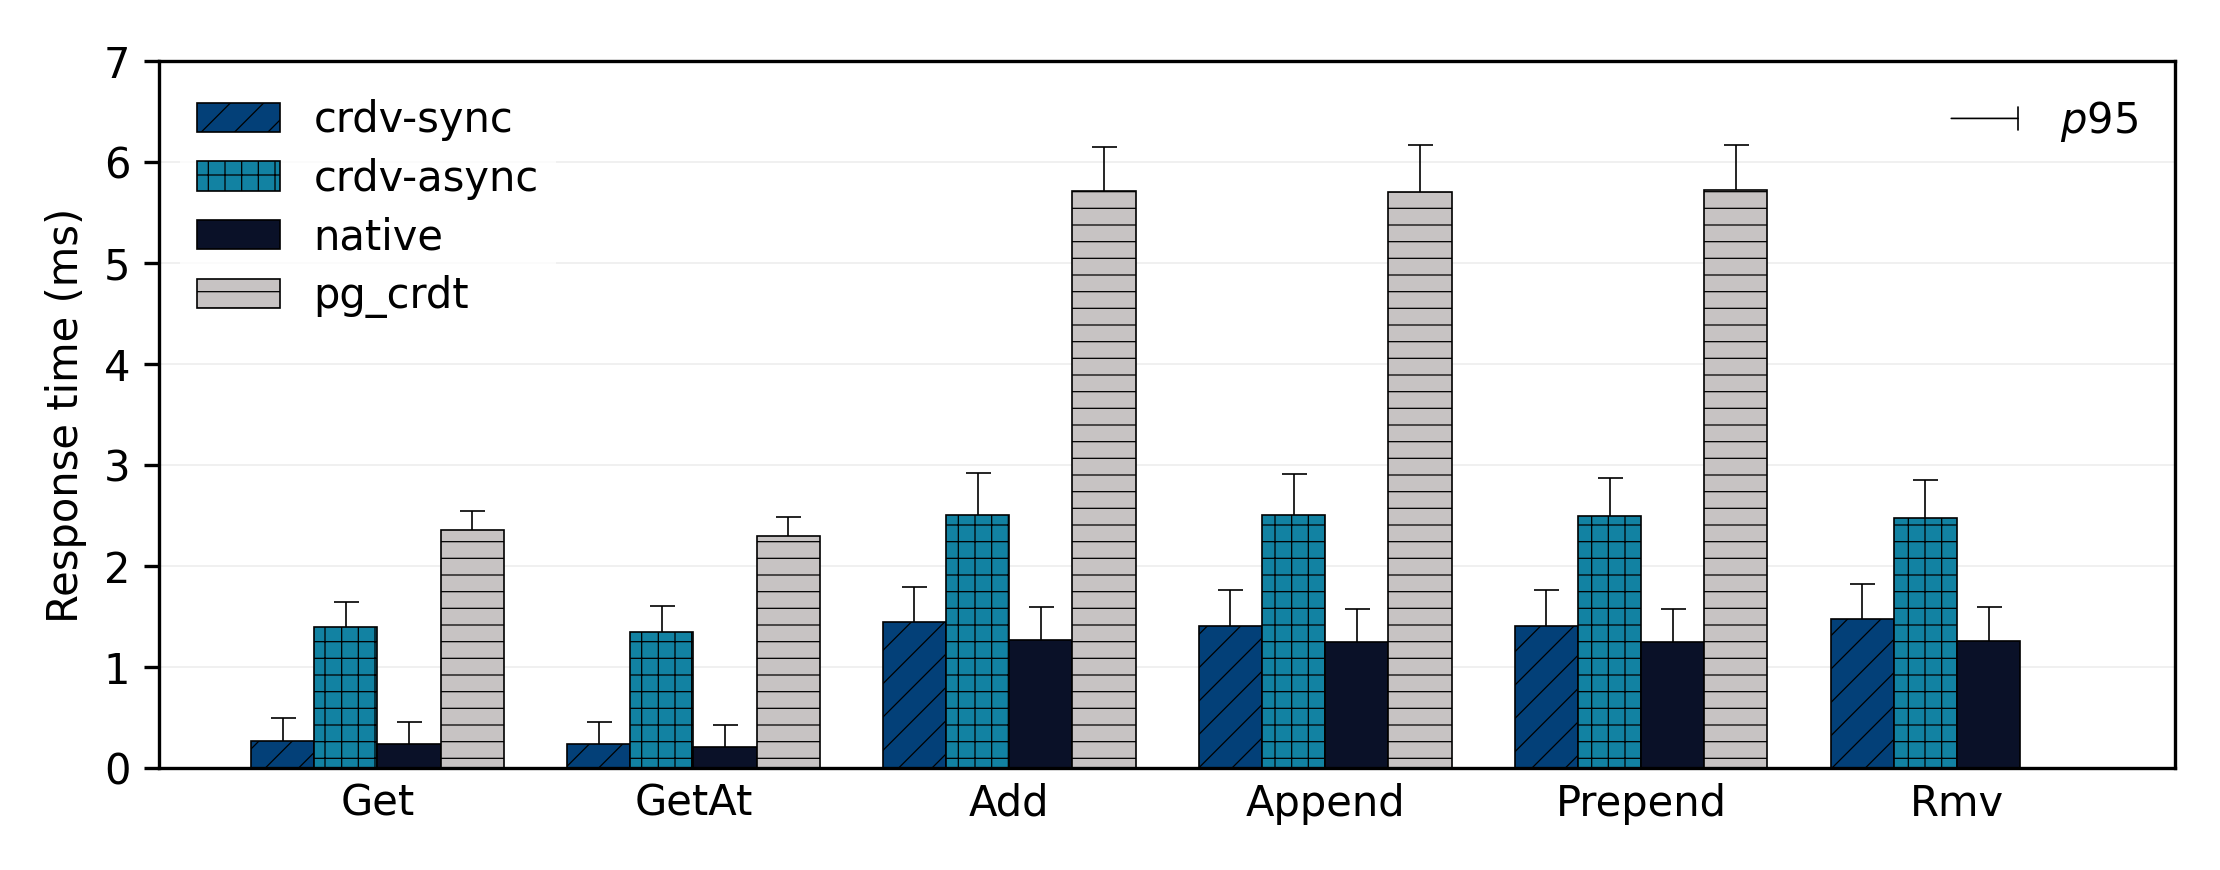 Response time (ms)
7
6
5
4
3
2
1
0
crdv-sync
crdv-async
native
pg_crdt
p95
Get GetAt Add Append Prepend Rmv